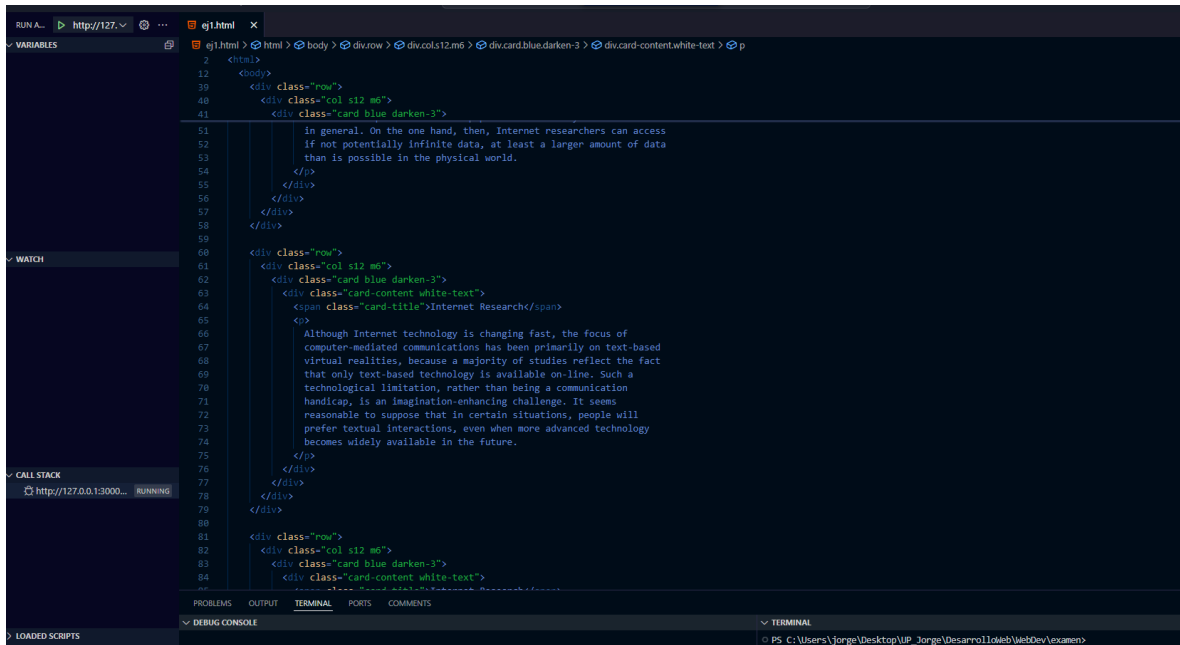 RUN A... http://127. ···
ej1.html ×
VARIABLES
ej1.html > html > body > div.row > div.col.s12.m6 > div.card.blue.darken-3 > div.card-content.white-text > p
2 <html>
12 <body>
39 <div class="row">
40 <div class="col s12 m6">
41 <div class="card blue darken-3">
51 in general. On the one hand, then, Internet researchers can access
52 if not potentially infinite data, at least a larger amount of data
53 than is possible in the physical world.
54 </p>
55 </div>
56 </div>
57 </div>
58 </div>
59
60 <div class="row">
61 <div class="col s12 m6">
62 <div class="card blue darken-3">
63 <div class="card-content white-text">
64 <span class="card-title">Internet Research</span>
65 <p>
66 Although Internet technology is changing fast, the focus of
67 computer-mediated communications has been primarily on text-based
68 virtual realities, because a majority of studies reflect the fact
69 that only text-based technology is available on-line. Such a
70 technological limitation, rather than being a communication
71 handicap, is an imagination-enhancing challenge. It seems
72 reasonable to suppose that in certain situations, people will
73 prefer textual interactions, even when more advanced technology
74 becomes widely available in the future.
75 </p>
76 </div>
77 </div>
78 </div>
79 </div>
80
81 <div class="row">
82 <div class="col s12 m6">
83 <div class="card blue darken-3">
84 <div class="card-content white-text">
WATCH
CALL STACK
http://127.0.0.1:3000... RUNNING
LOADED SCRIPTS
PROBLEMS OUTPUT TERMINAL PORTS COMMENTS
DEBUG CONSOLE
TERMINAL
PS C:\Users\jorge\Desktop\UP_Jorge\DesarrolloWeb\WebDev\examen>